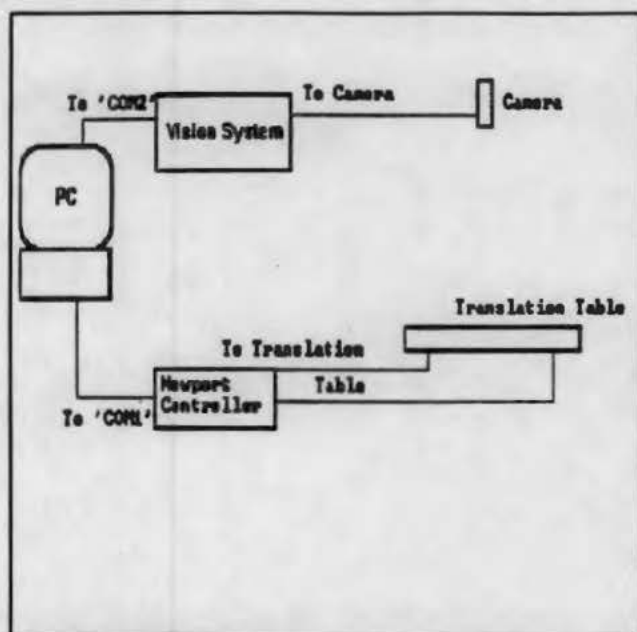 To 'COM2'
To Camera
Camera
Vision System
PC
Translation Table
To Translation
Newport
Table
Controller
To 'COM1'